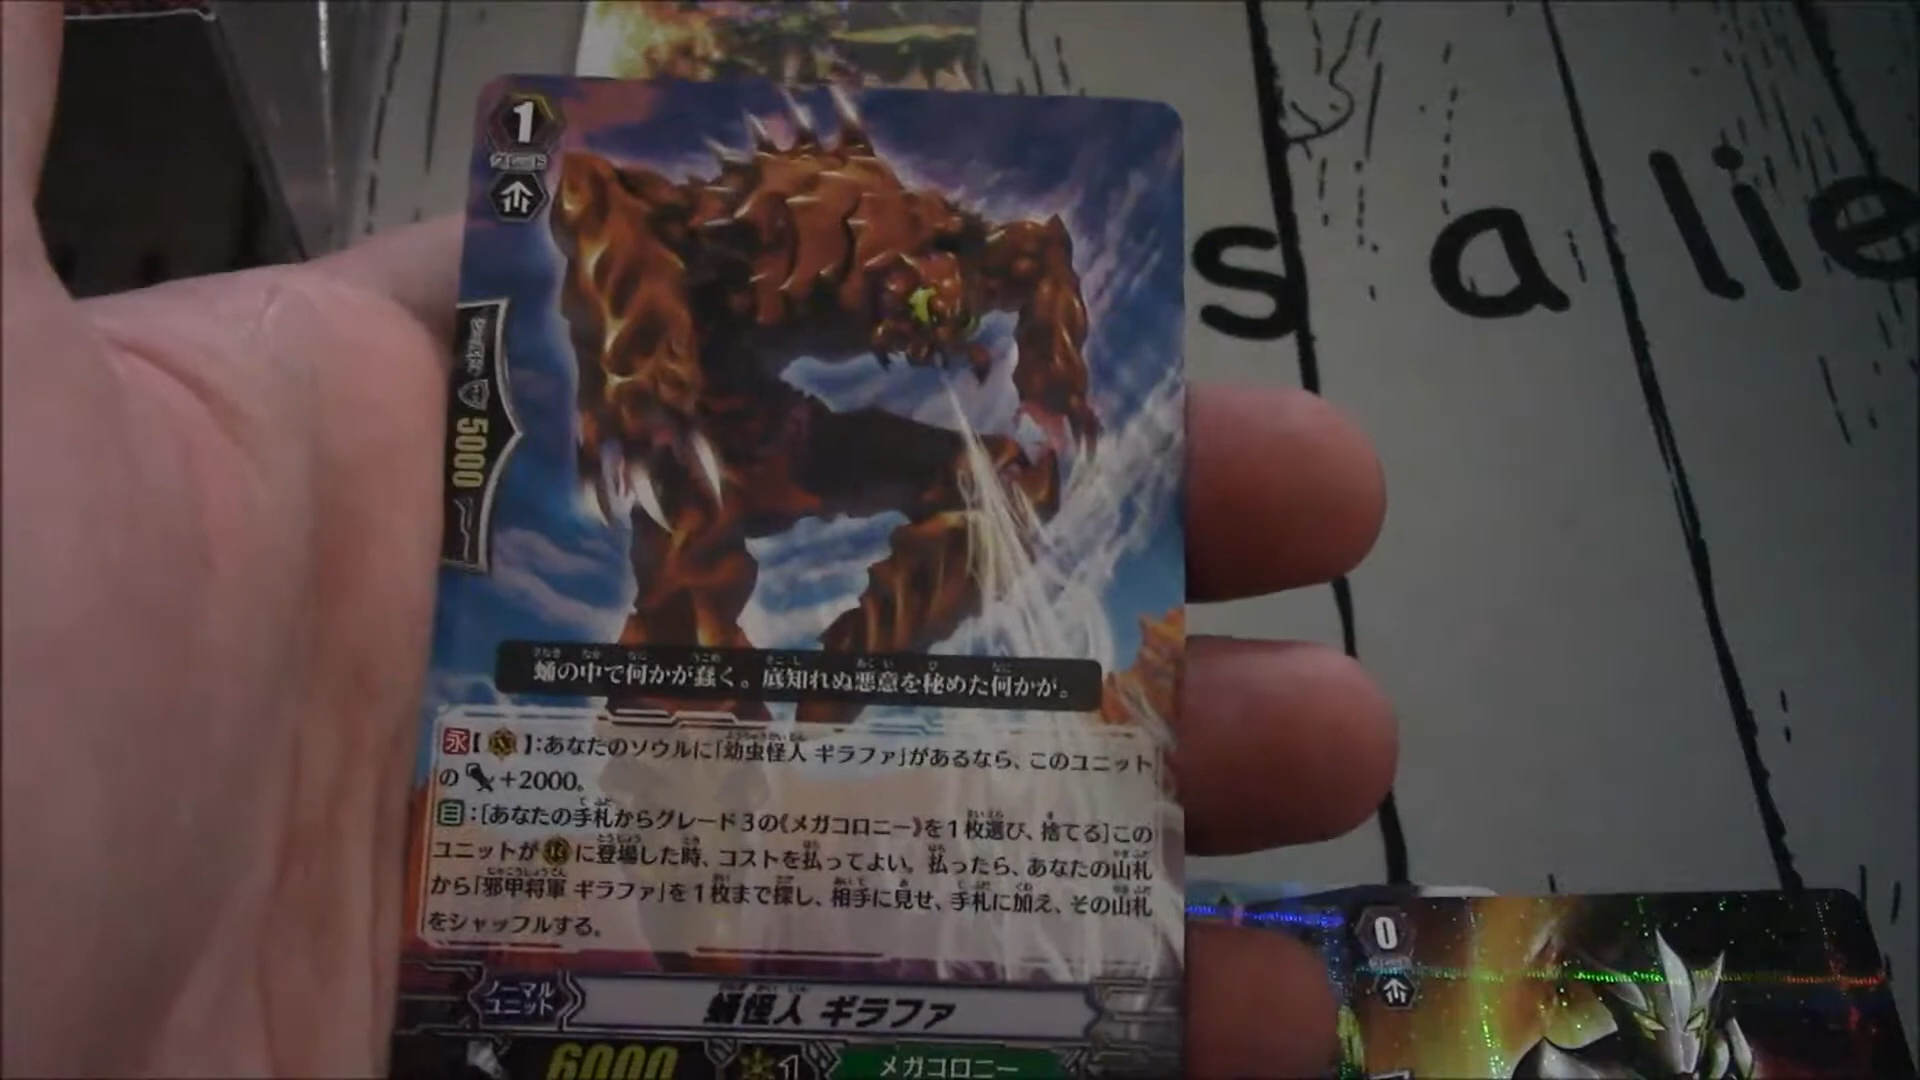 1
グレード
シールド
5000
s a lie
蛹の中で何かが蠢く。底知れぬ悪意を秘めた何かが。
永【 】:あなたのソウルに「幼虫怪人 ギラファ」があるなら、このユニット
の +2000。
自:[あなたの手札からグレード3の《メガコロニー》を1枚選び、捨てる]この
ユニットが に登場した時、コストを払ってよい。払ったら、あなたの山札
から「邪甲将軍 ギラファ」を1枚まで探し、相手に見せ、手札に加え、その山札
をシャッフルする。
ノーマル
ユニット
蛹怪人 ギラファ
6000
1
メガコロニー
0